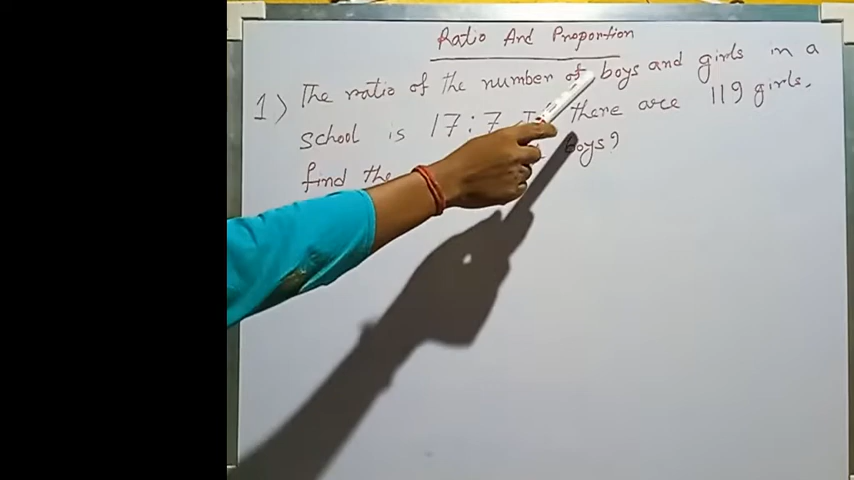 Ratio And Proportion
1) The ratio of the number of boys and girls in a
school is 17:7 If there are 119 girls.
find the boys?